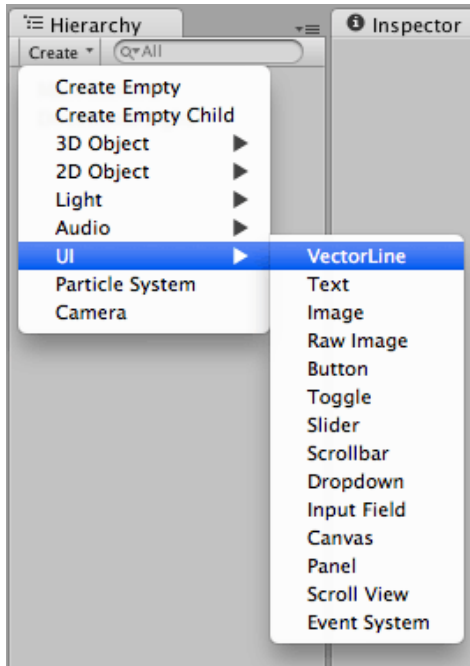 Hierarchy
Inspector
Create
All
Create Empty
Create Empty Child
3D Object
2D Object
Light
Audio
UI
Particle System
Camera
VectorLine
Text
Image
Raw Image
Button
Toggle
Slider
Scrollbar
Dropdown
Input Field
Canvas
Panel
Scroll View
Event System